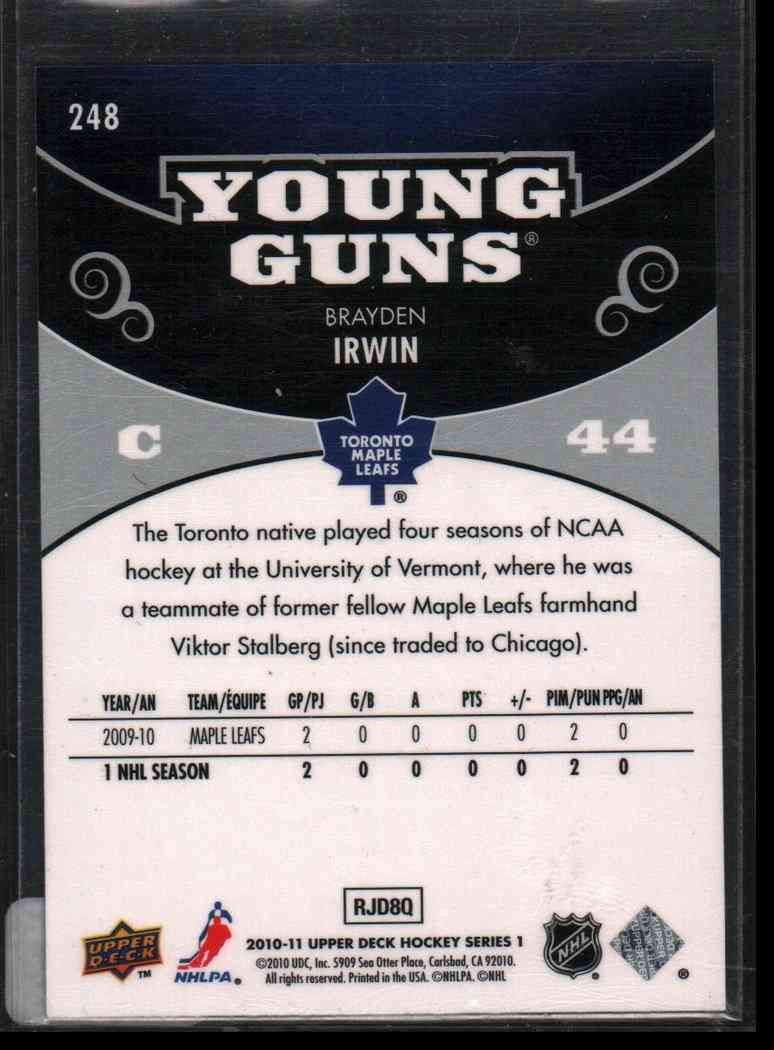 248
YOUNG
GUNS®
BRAYDEN
IRWIN
C
44
TORONTO
MAPLE
LEAFS
®
The Toronto native played four seasons of NCAA
hockey at the University of Vermont, where he was
a teammate of former fellow Maple Leafs farmhand
Viktor Stalberg (since traded to Chicago).
YEAR/AN TEAM/ÉQUIPE GP/PJ G/B A PTS +/- PIM/PUN PPG/AN
2009-10 MAPLE LEAFS 2 0 0 0 0 2 0
1 NHL SEASON 2 0 0 0 0 2 0
RJD8Q
UPPER
D.E.C.K
™
NHLPA®
2010-11 UPPER DECK HOCKEY SERIES 1
©2010 UDC, Inc. 5909 Sea Otter Place, Carlsbad, CA 92010.
All rights reserved. Printed in the USA. ©NHLPA. ©NHL
NHL
®
®